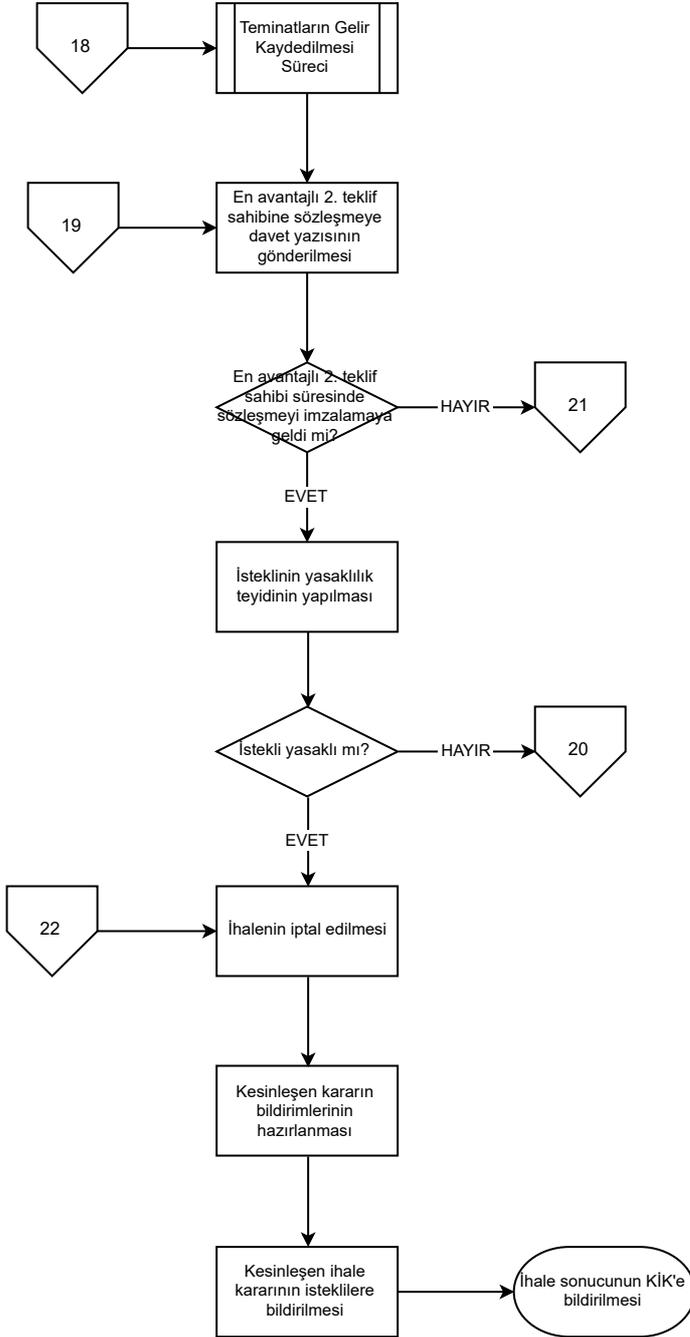 18
Teminatların Gelir
Kaydedilmesi
Süreci
19
En avantajlı 2. teklif
sahibine sözleşmeye
davet yazısının
gönderilmesi
En avantajlı 2. teklif
sahibi süresinde
sözleşmeyi imzalamaya
geldi mi?
HAYIR
21
EVET
İsteklinin yasaklılık
teyidinin yapılması
İstekli yasaklı mı?
HAYIR
20
EVET
22
İhalenin iptal edilmesi
Kesinleşen kararın
bildirimlerinin
hazırlanması
Kesinleşen ihale
kararının isteklilere
bildirilmesi
İhale sonucunun KİK'e
bildirilmesi